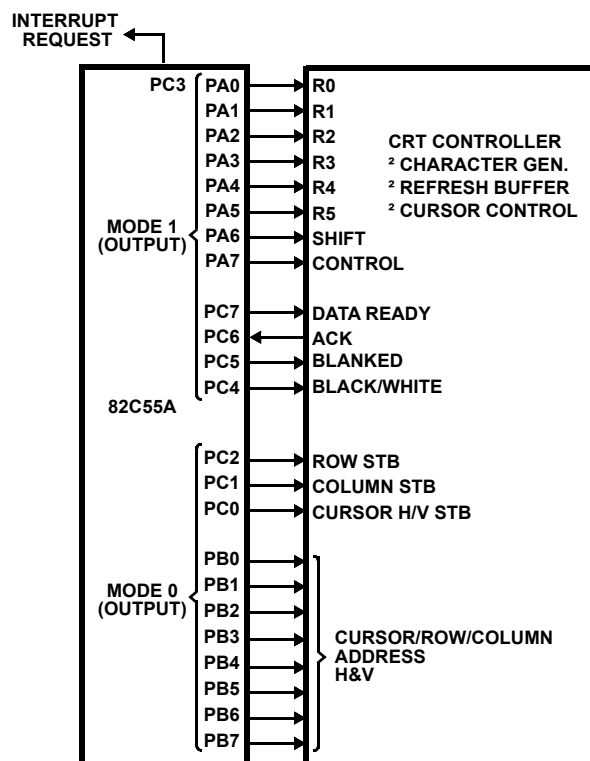 INTERRUPT
REQUEST
PC3 PA0 R0
PA1 R1
PA2 R2
PA3 R3
PA4 R4
PA5 R5
PA6 SHIFT
PA7 CONTROL
CRT CONTROLLER
² CHARACTER GEN.
² REFRESH BUFFER
² CURSOR CONTROL
MODE 1
(OUTPUT)
PC7 DATA READY
PC6 ACK
PC5 BLANKED
PC4 BLACK/WHITE
82C55A
PC2 ROW STB
PC1 COLUMN STB
PC0 CURSOR H/V STB
PB0
PB1
PB2
PB3
PB4
PB5
PB6
PB7
MODE 0
(OUTPUT)
CURSOR/ROW/COLUMN
ADDRESS
H&V